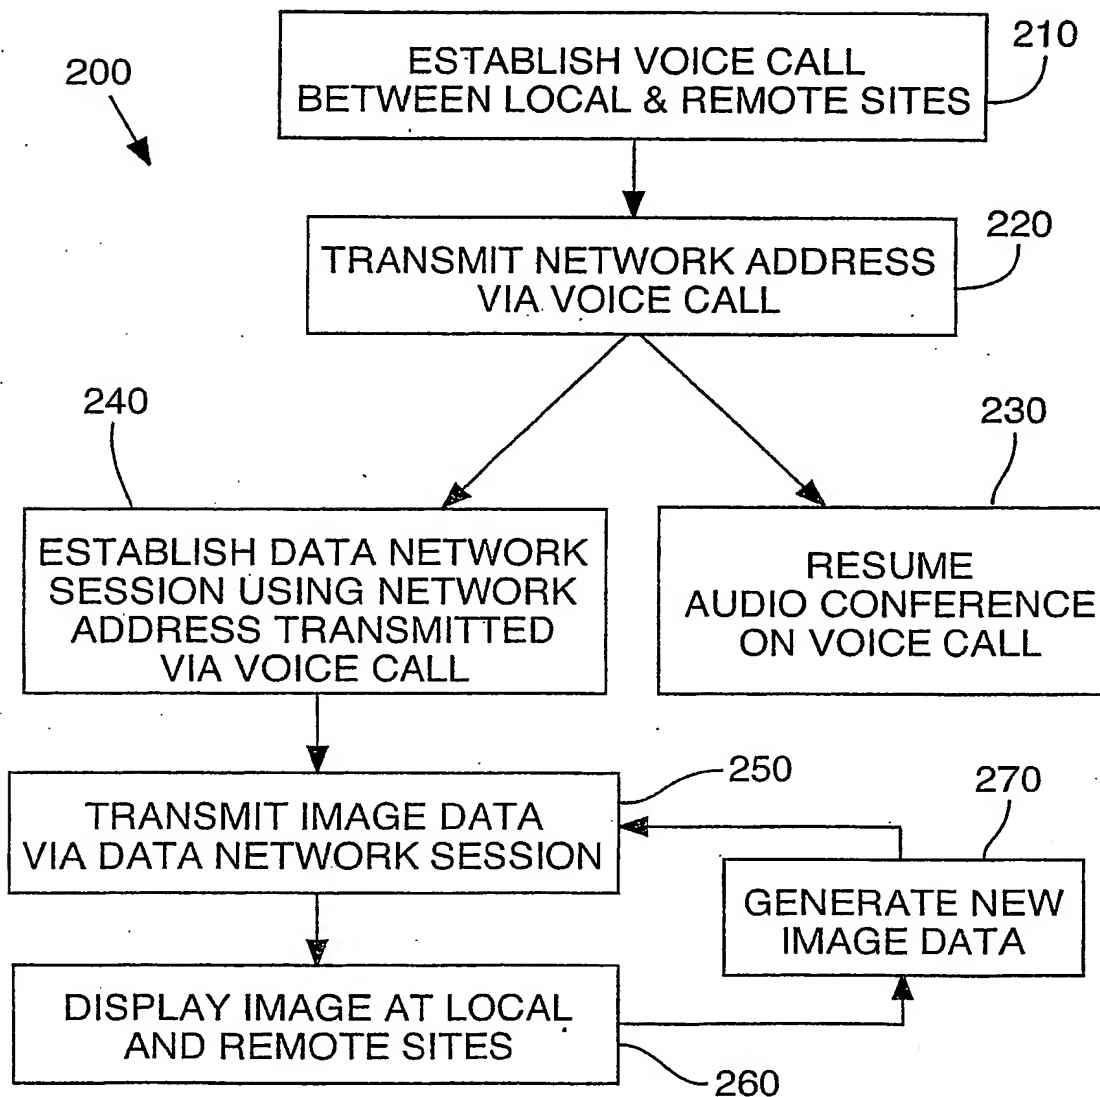 200
210
ESTABLISH VOICE CALL
BETWEEN LOCAL & REMOTE SITES
220
TRANSMIT NETWORK ADDRESS
VIA VOICE CALL
240
230
ESTABLISH DATA NETWORK
SESSION USING NETWORK
ADDRESS TRANSMITTED
VIA VOICE CALL
RESUME
AUDIO CONFERENCE
ON VOICE CALL
250
TRANSMIT IMAGE DATA
VIA DATA NETWORK SESSION
270
GENERATE NEW
IMAGE DATA
DISPLAY IMAGE AT LOCAL
AND REMOTE SITES
260